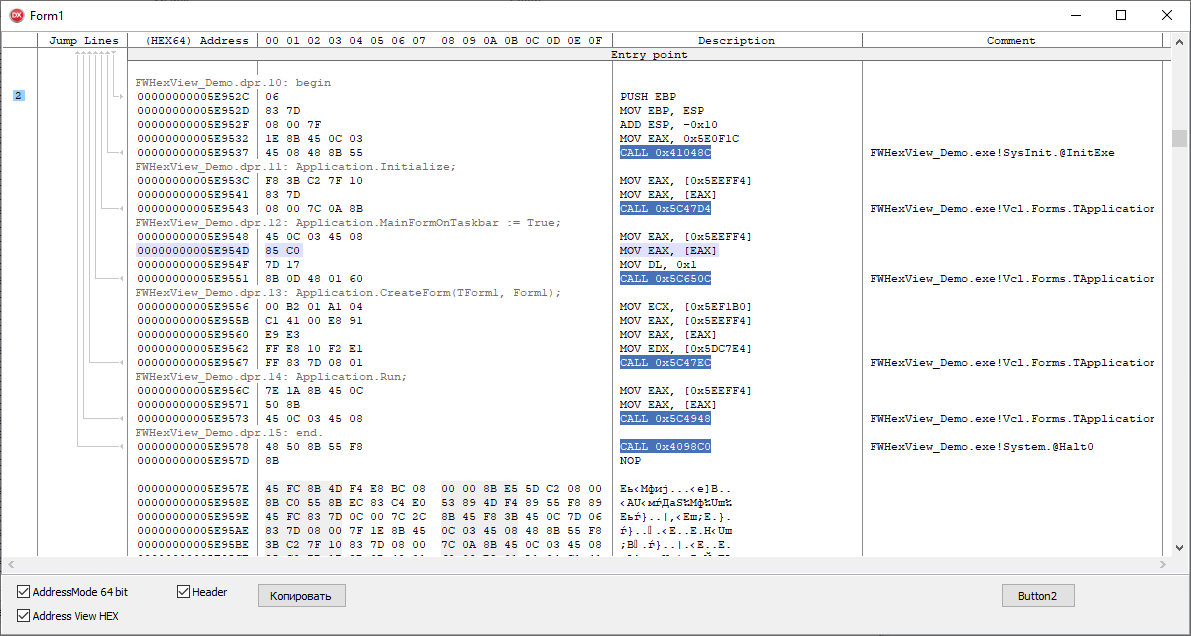 DX Form1
Jump Lines (HEX64) Address 00 01 02 03 04 05 06 07 08 09 0A 0B 0C 0D 0E 0F Description Comment
Entry point
FWHexView_Demo.dpr.10: begin
2 00000000005E952C 06 PUSH EBP
00000000005E952D 83 7D MOV EBP, ESP
00000000005E952F 08 00 7F ADD ESP, -0x10
00000000005E9532 1E 8B 45 0C 03 MOV EAX, 0x5E0F1C
00000000005E9537 45 08 48 8B 55 CALL 0x41048C FWHexView_Demo.exe!SysInit.@InitExe
FWHexView_Demo.dpr.11: Application.Initialize;
00000000005E953C F8 3B C2 7F 10 MOV EAX, [0x5EEFF4]
00000000005E9541 83 7D MOV EAX, [EAX]
00000000005E9543 08 00 7C 0A 8B CALL 0x5C47D4 FWHexView_Demo.exe!Vcl.Forms.TApplication
FWHexView_Demo.dpr.12: Application.MainFormOnTaskbar := True;
00000000005E9548 45 0C 03 45 08 MOV EAX, [0x5EEFF4]
00000000005E954D 85 C0 MOV EAX, [EAX]
00000000005E954F 7D 17 MOV DL, 0x1
00000000005E9551 8B 0D 48 01 60 CALL 0x5C650C FWHexView_Demo.exe!Vcl.Forms.TApplication
FWHexView_Demo.dpr.13: Application.CreateForm(TForm1, Form1);
00000000005E9556 00 B2 01 A1 04 MOV ECX, [0x5EF1B0]
00000000005E955B C1 41 00 E8 91 MOV EAX, [0x5EEFF4]
00000000005E9560 E9 E3 MOV EAX, [EAX]
00000000005E9562 FF E8 10 F2 E1 MOV EDX, [0x5DC7E4]
00000000005E9567 FF 83 7D 08 01 CALL 0x5C47EC FWHexView_Demo.exe!Vcl.Forms.TApplication
FWHexView_Demo.dpr.14: Application.Run;
00000000005E956C 7E 1A 8B 45 0C MOV EAX, [0x5EEFF4]
00000000005E9571 50 8B MOV EAX, [EAX]
00000000005E9573 45 0C 03 45 08 CALL 0x5C4948 FWHexView_Demo.exe!Vcl.Forms.TApplication
FWHexView_Demo.dpr.15: end.
00000000005E9578 48 50 8B 55 F8 CALL 0x4098C0 FWHexView_Demo.exe!System.@Halt0
00000000005E957D 8B NOP
00000000005E957E 45 FC 8B 4D F4 E8 BC 08 00 00 8B E5 5D C2 08 00 Eь‹Mфиј...‹е]В..
00000000005E958E 8B C0 55 8B EC 83 C4 E0 53 89 4D F4 89 55 F8 89 ‹АU‹мѓДаS‰Mф‰Uш‰
00000000005E959E 45 FC 83 7D 0C 00 7C 2C 8B 45 F8 3B 45 0C 7D 06 Eьѓ}..|,‹Eш;E.}.
00000000005E95AE 83 7D 08 00 7F 1E 8B 45 0C 03 45 08 48 8B 55 F8 ѓ}...‹E..E.H‹Uш
00000000005E95BE 3B C2 7F 10 83 7D 08 00 7C 0A 8B 45 0C 03 45 08 ;В.ѓ}..|.‹E..E.
AddressMode 64 bit Header Копировать Button2
Address View HEX